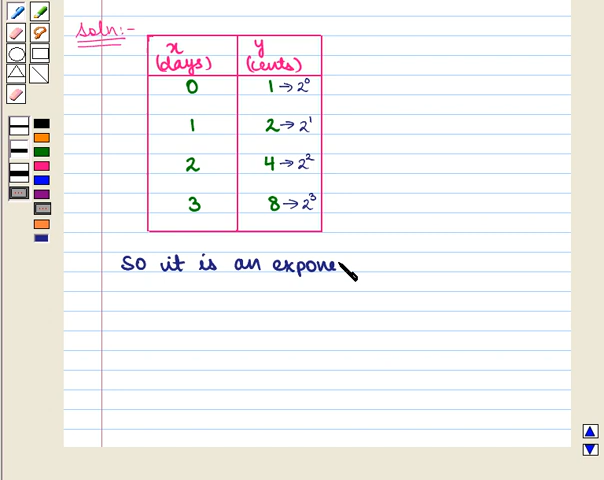 Soln:-
x y
(days) (cents)
0 1 → 2⁰
1 2 → 2¹
2 4 → 2²
3 8 → 2³
So it is an expone